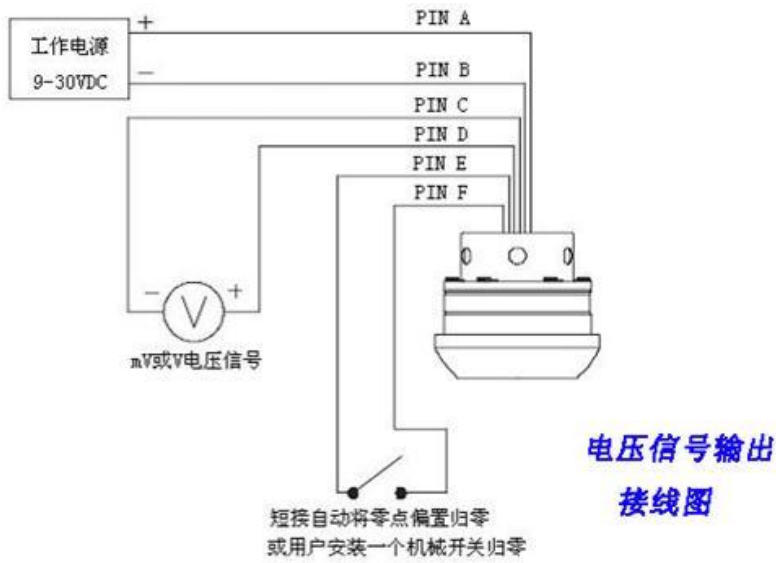 PIN A
+
工作电源
9-30VDC
−
PIN B
PIN C
PIN D
PIN E
PIN F
−
V
+
mV或V电压信号
电压信号输出
接线图
短接自动将零点偏置归零
或用户安装一个机械开关归零